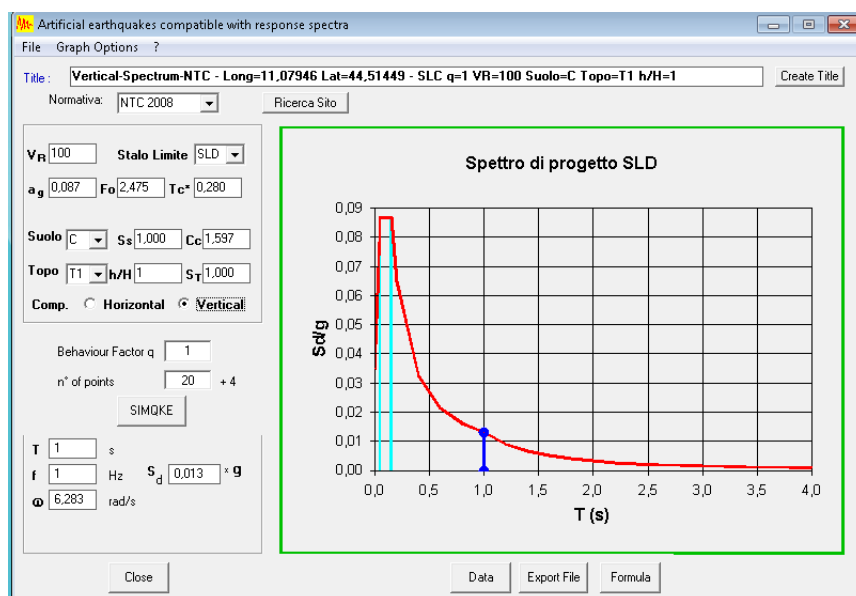 Artificial earthquakes compatible with response spectra
File Graph Options ?
Title : Vertical-Spectrum-NTC - Long=11,07946 Lat=44,51449 - SLC q=1 VR=100 Suolo=C Topo=T1 h/H=1 Create Title
Normativa: NTC 2008 Ricerca Sito
VR 100 Stalo Limite SLD
ag 0,087 Fo 2,475 Tc* 0,280
Suolo C Ss 1,000 Cc 1,597
Topo T1 h/H 1 ST 1,000
Comp. Horizontal Vertical
Behaviour Factor q 1
n° of points 20 + 4
SIMQKE
T 1 s
f 1 Hz Sd 0,013 x g
ω 6,283 rad/s
Close
Spettro di progetto SLD
0,09
0,08
0,07
0,06
0,05
0,04
0,03
0,02
0,01
0,00
Sd/g
0,0 0,5 1,0 1,5 2,0 2,5 3,0 3,5 4,0
T (s)
Data Export File Formula